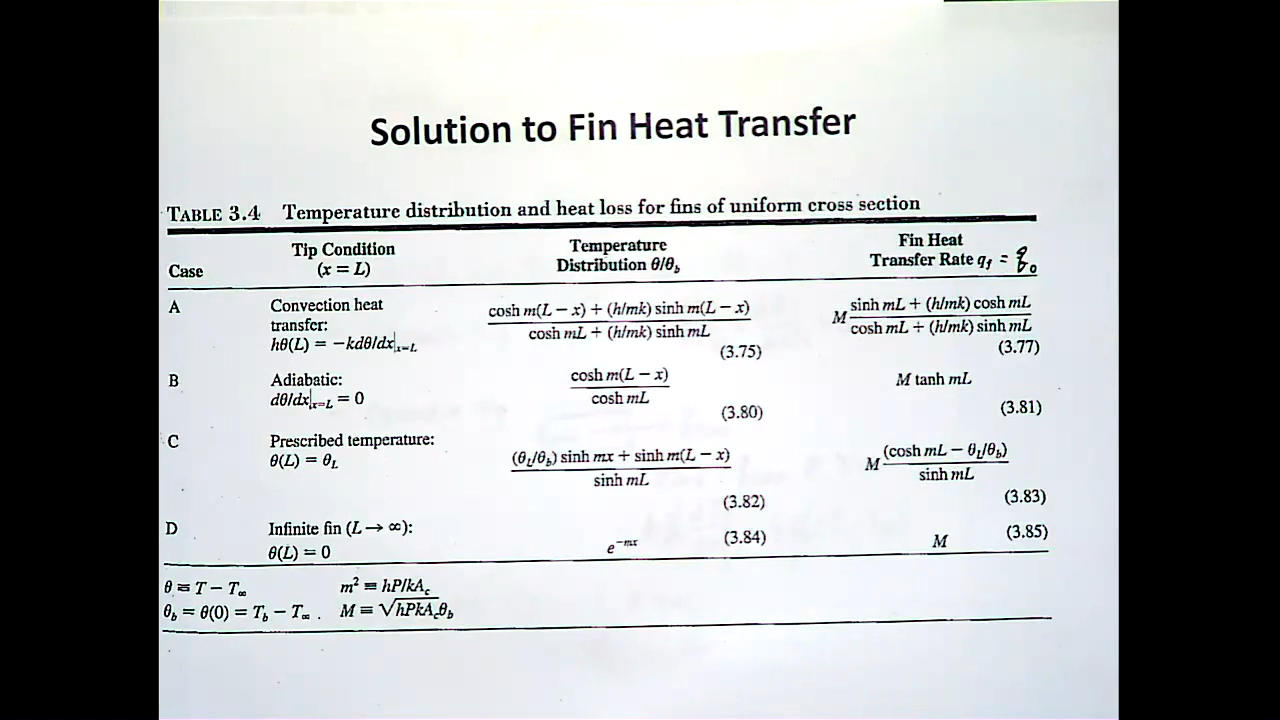 Solution to Fin Heat Transfer
TABLE 3.4 Temperature distribution and heat loss for fins of uniform cross section
Case
Tip Condition
(x = L)
Temperature
Distribution θ/θ_b
Fin Heat
Transfer Rate q_f = q_o
A
Convection heat
transfer:
hθ(L) = −kdθ/dx|_{x=L}
cosh m(L − x) + (h/mk) sinh m(L − x)
cosh mL + (h/mk) sinh mL
(3.75)
M (sinh mL + (h/mk) cosh mL
cosh mL + (h/mk) sinh mL
(3.77)
B
Adiabatic:
dθ/dx|_{x=L} = 0
cosh m(L − x)
cosh mL
(3.80)
M tanh mL
(3.81)
C
Prescribed temperature:
θ(L) = θ_L
(θ_L/θ_b) sinh mx + sinh m(L − x)
sinh mL
(3.82)
M (cosh mL − θ_L/θ_b)
sinh mL
(3.83)
D
Infinite fin (L → ∞):
θ(L) = 0
e^{−mx}
(3.84)
M
(3.85)
θ ≡ T − T_∞ m² ≡ hP/kA_c
θ_b = θ(0) = T_b − T_∞ . M ≡ √hPkA_cθ_b